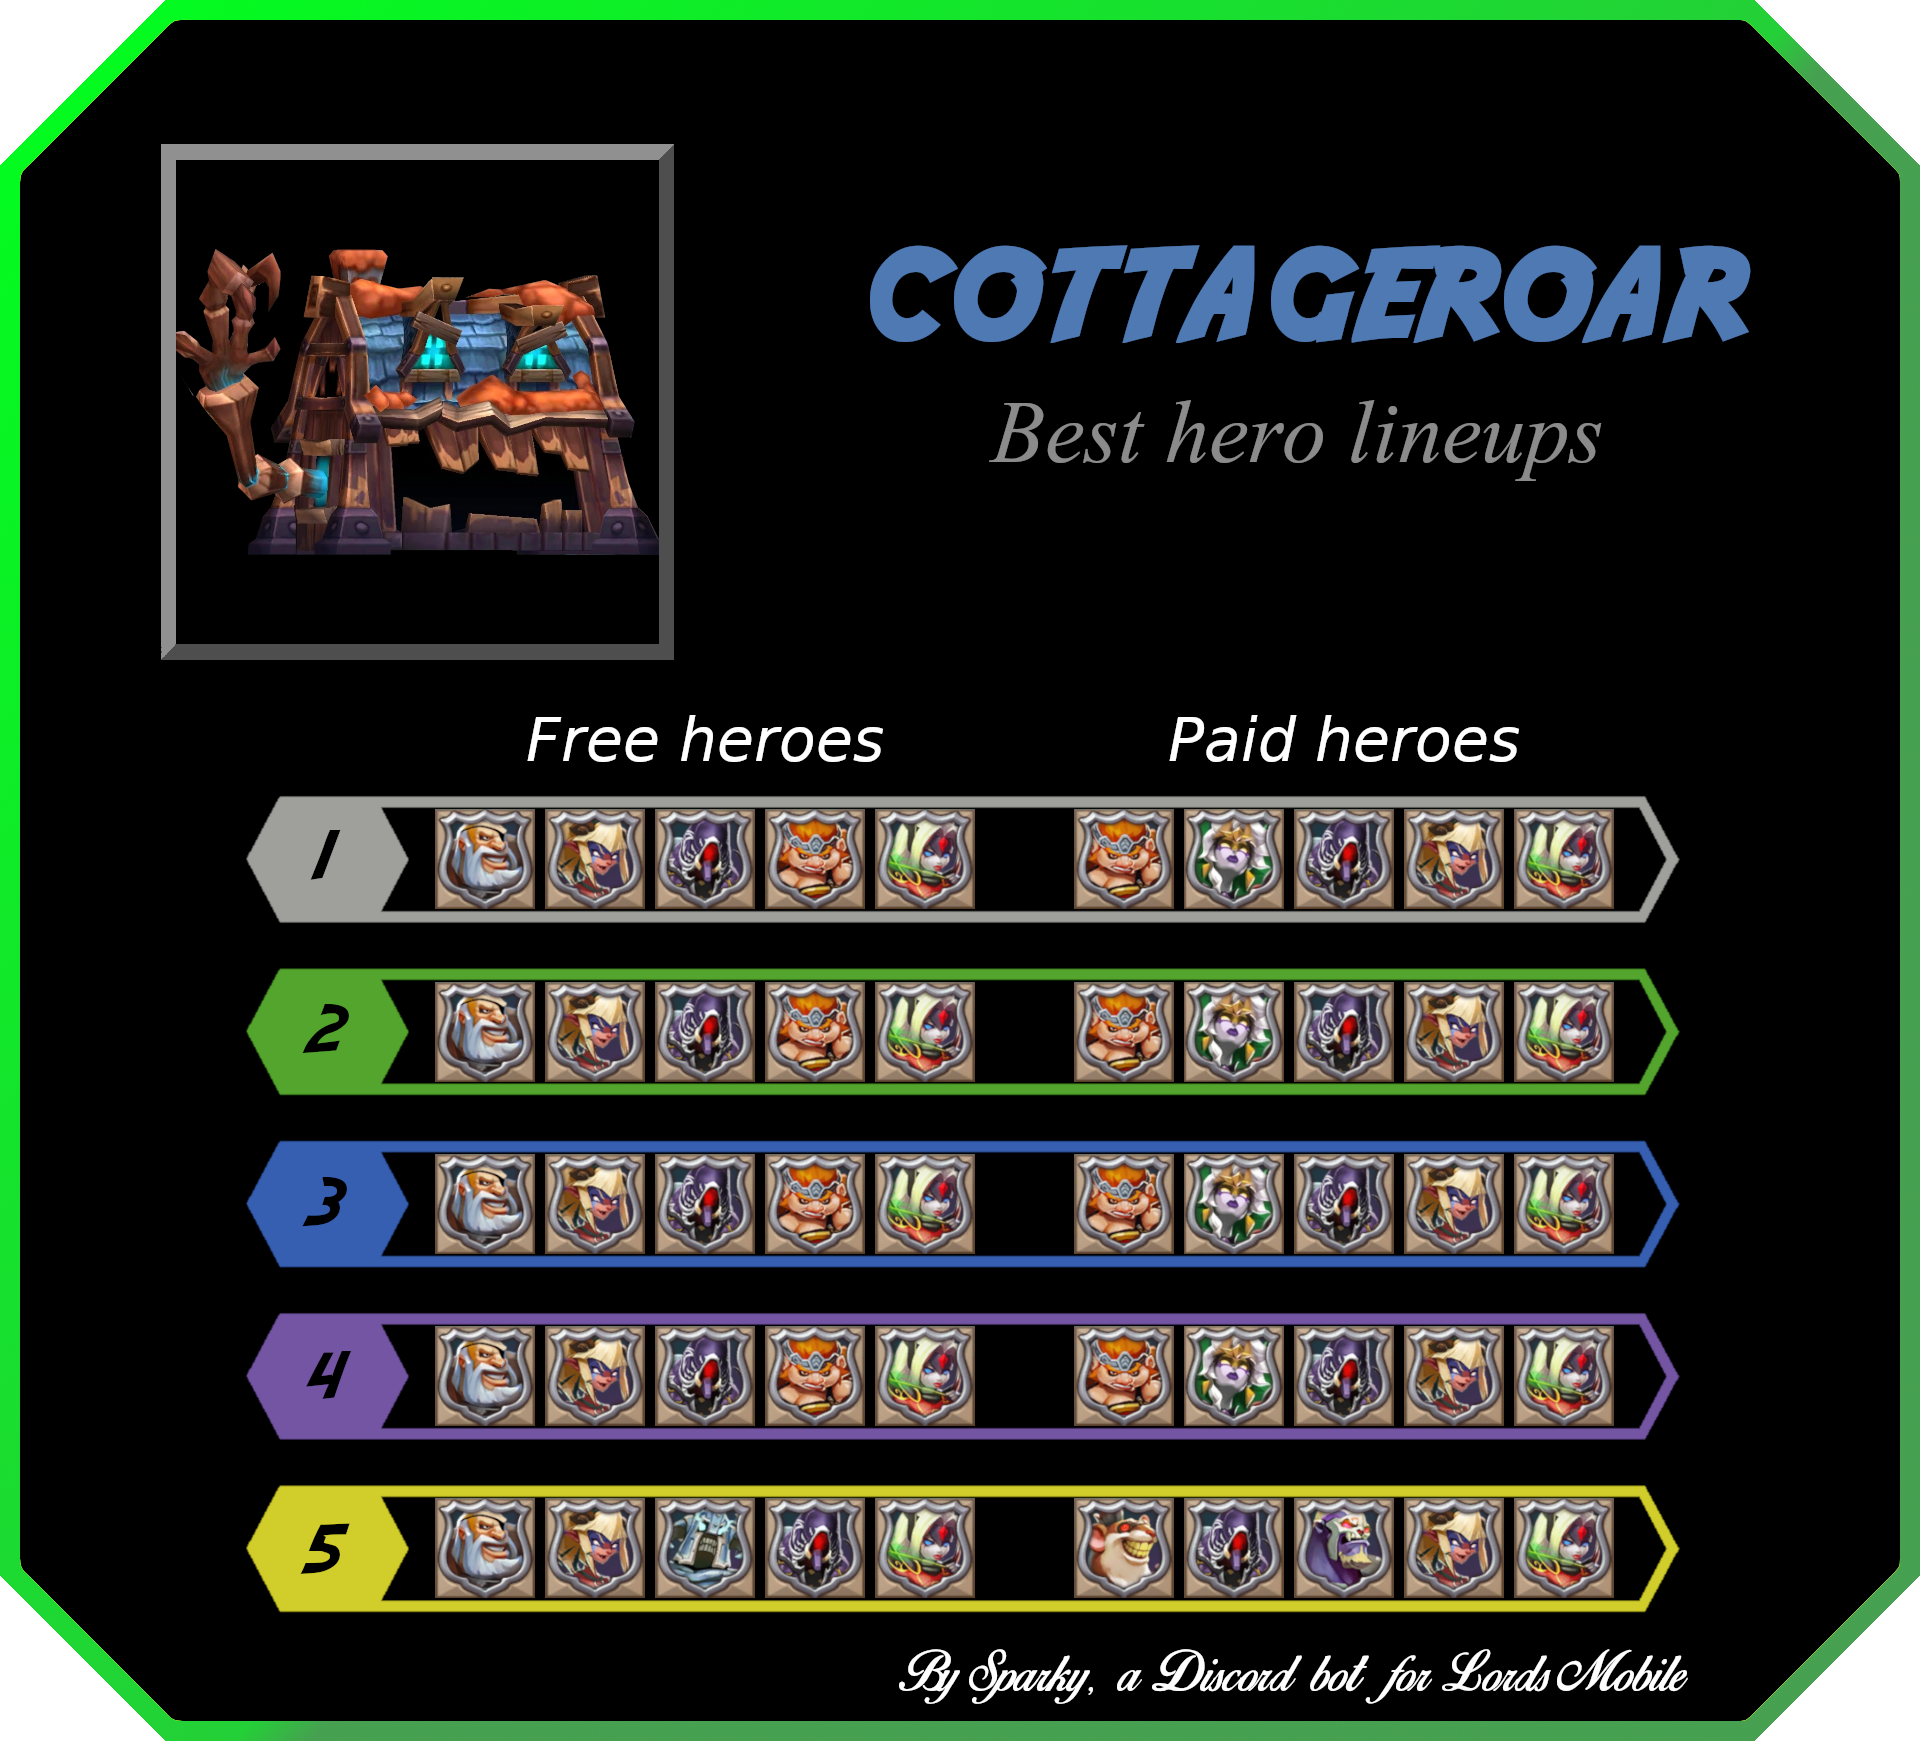 COTTAGEROAR
Best hero lineups
Free heroes Paid heroes
1
2
3
4
5
By Sparky, a Discord bot for Lords Mobile